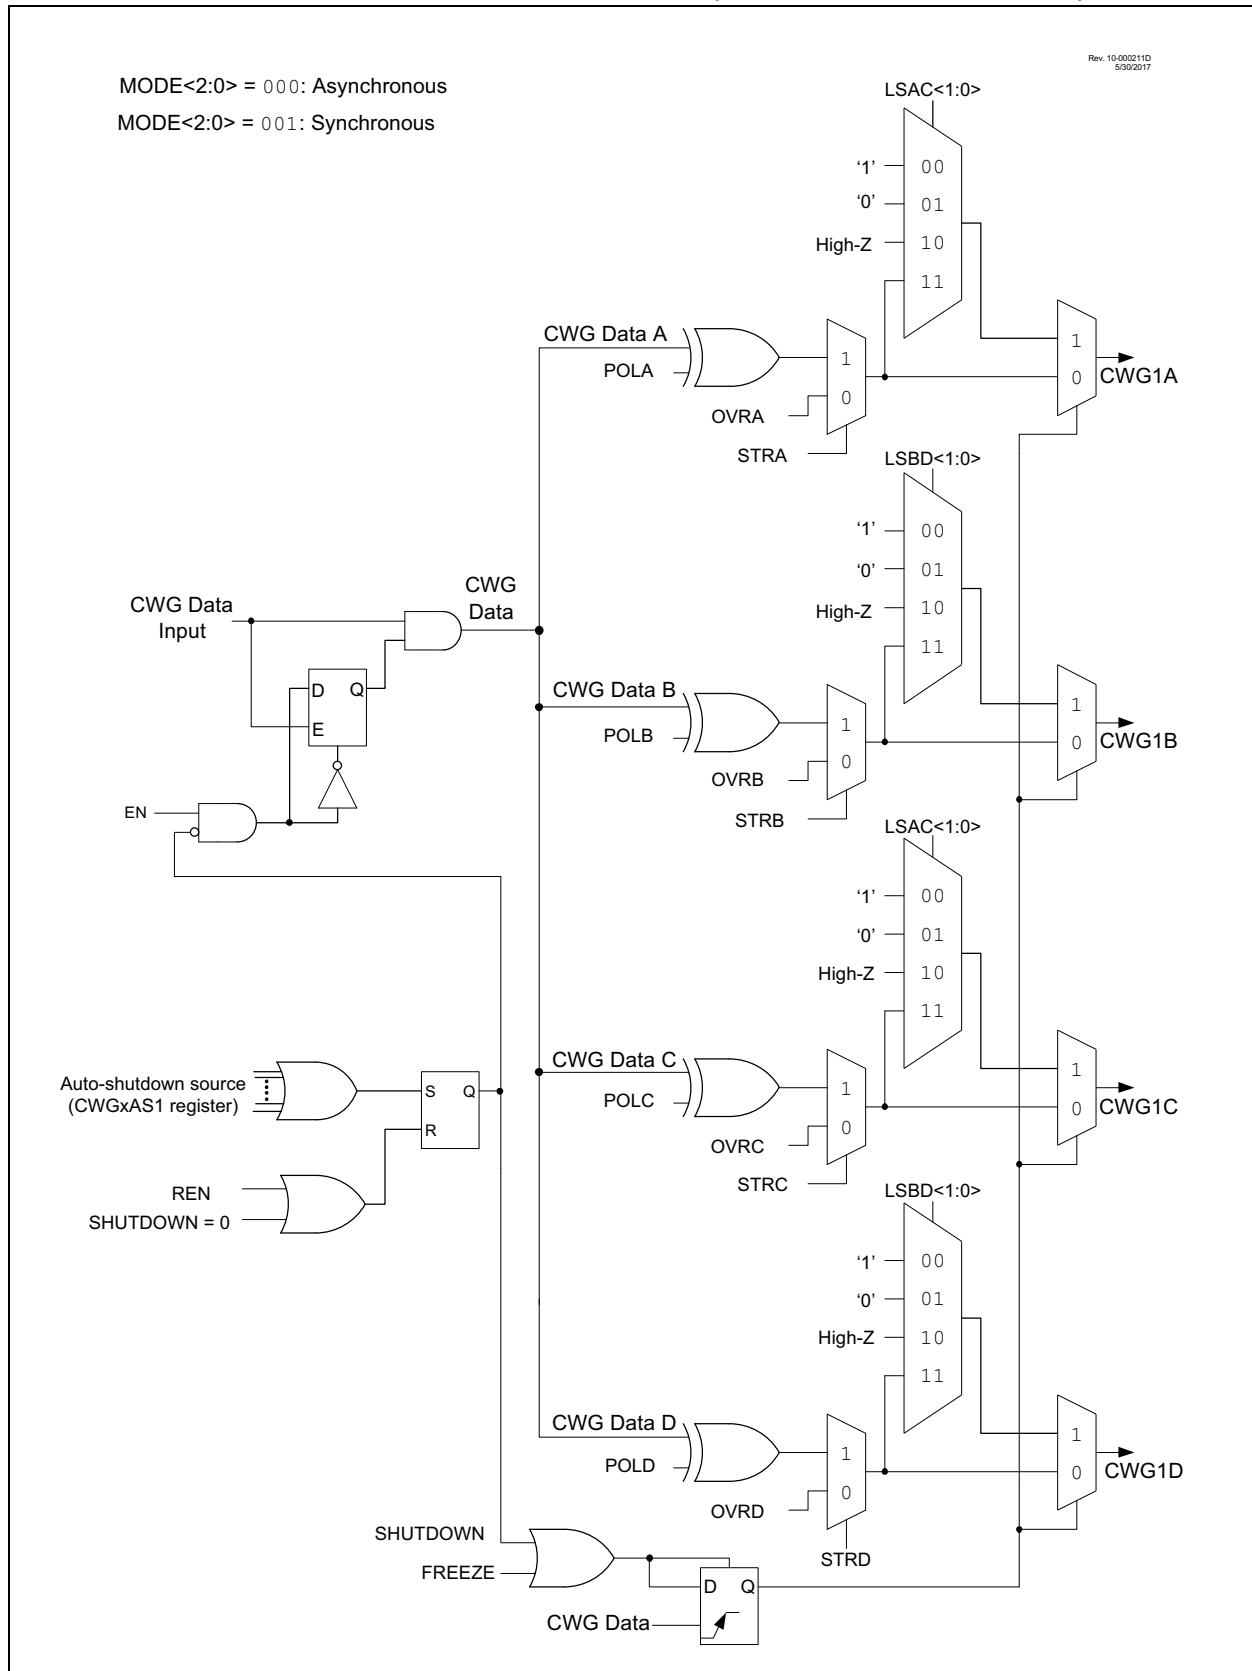 Rev. 10-000211D
5/30/2017
MODE<2:0> = 000: Asynchronous
MODE<2:0> = 001: Synchronous
LSAC<1:0>
‘1’
00
‘0’
01
High-Z
10
11
CWG Data A
POLA
1
0
OVRA
STRA
1
0
CWG1A
LSBD<1:0>
‘1’
00
‘0’
01
High-Z
10
11
CWG Data
Input
CWG
Data
D
Q
E
EN
CWG Data B
POLB
1
0
OVRB
STRB
1
0
CWG1B
LSAC<1:0>
‘1’
00
‘0’
01
High-Z
10
11
Auto-shutdown source
(CWGxAS1 register)
S
Q
R
REN
SHUTDOWN = 0
CWG Data C
POLC
1
0
OVRC
STRC
1
0
CWG1C
LSBD<1:0>
‘1’
00
‘0’
01
High-Z
10
11
CWG Data D
POLD
1
0
OVRD
STRD
1
0
CWG1D
SHUTDOWN
FREEZE
D
Q
CWG Data